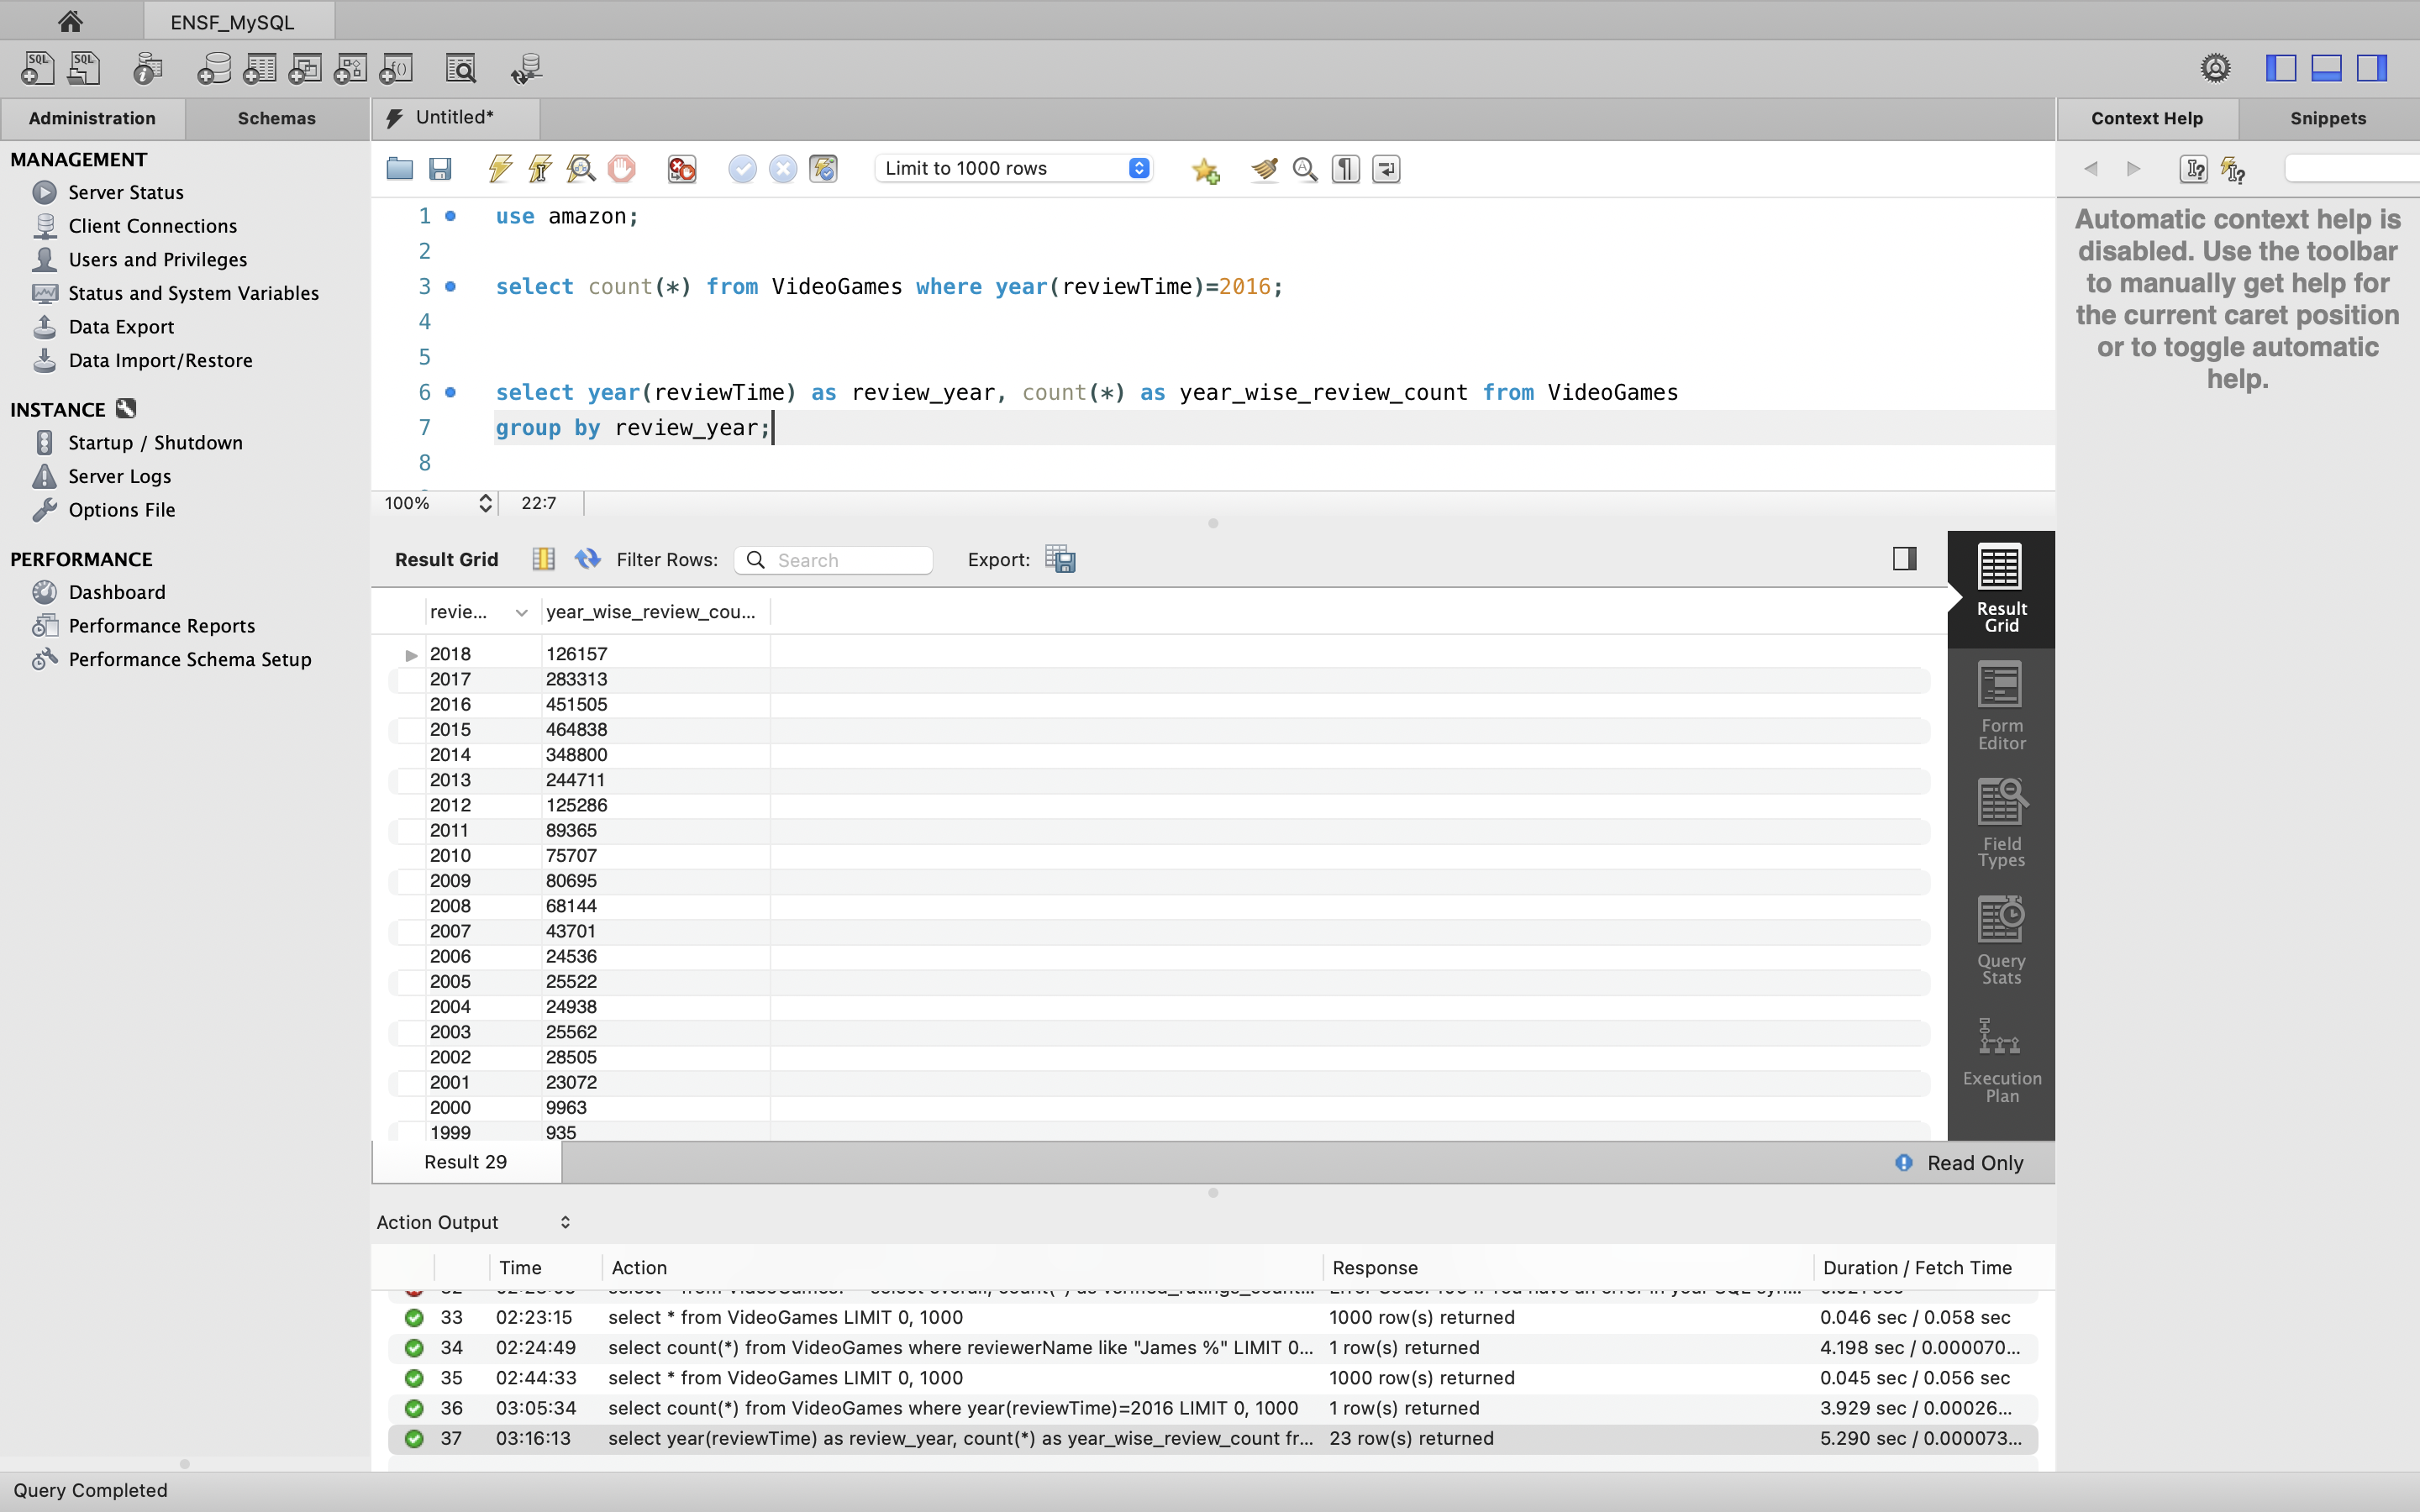 ENSF_MySQL
Administration
Schemas
Untitled*
Context Help
Snippets
MANAGEMENT
Server Status
Client Connections
Users and Privileges
Status and System Variables
Data Export
Data Import/Restore
INSTANCE
Startup / Shutdown
Server Logs
Options File
PERFORMANCE
Dashboard
Performance Reports
Performance Schema Setup
Limit to 1000 rows
1 use amazon;
2
3 select count(*) from VideoGames where year(reviewTime)=2016;
4
5
6 select year(reviewTime) as review_year, count(*) as year_wise_review_count from VideoGames
7 group by review_year;
8
100% 22:7
Automatic context help is
disabled. Use the toolbar
to manually get help for
the current caret position
or to toggle automatic
help.
Result Grid Filter Rows: Search Export:
revie... year_wise_review_cou...
2018 126157
2017 283313
2016 451505
2015 464838
2014 348800
2013 244711
2012 125286
2011 89365
2010 75707
2009 80695
2008 68144
2007 43701
2006 24536
2005 25522
2004 24938
2003 25562
2002 28505
2001 23072
2000 9963
1999 935
Result
Grid
Form
Editor
Field
Types
Query
Stats
Execution
Plan
Result 29
Read Only
Action Output
Time Action Response Duration / Fetch Time
33 02:23:15 select * from VideoGames LIMIT 0, 1000 1000 row(s) returned 0.046 sec / 0.058 sec
34 02:24:49 select count(*) from VideoGames where reviewerName like "James %" LIMIT 0... 1 row(s) returned 4.198 sec / 0.000070...
35 02:44:33 select * from VideoGames LIMIT 0, 1000 1000 row(s) returned 0.045 sec / 0.056 sec
36 03:05:34 select count(*) from VideoGames where year(reviewTime)=2016 LIMIT 0, 1000 1 row(s) returned 3.929 sec / 0.00026...
37 03:16:13 select year(reviewTime) as review_year, count(*) as year_wise_review_count fr... 23 row(s) returned 5.290 sec / 0.000073...
Query Completed